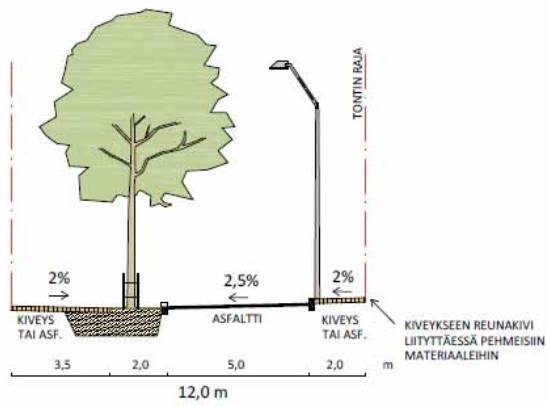 TONTIN RAJA
2%
2,5%
2%
KIVEYS
TAI ASF.
ASFALTTI
KIVEYS
TAI ASF.
KIVEYKSEEN REUNAKIVI
LIITYTTÄESSÄ PEHMEISIIN
MATERIAALEIHIN
3,5 2,0 5,0 2,0 m
12,0 m